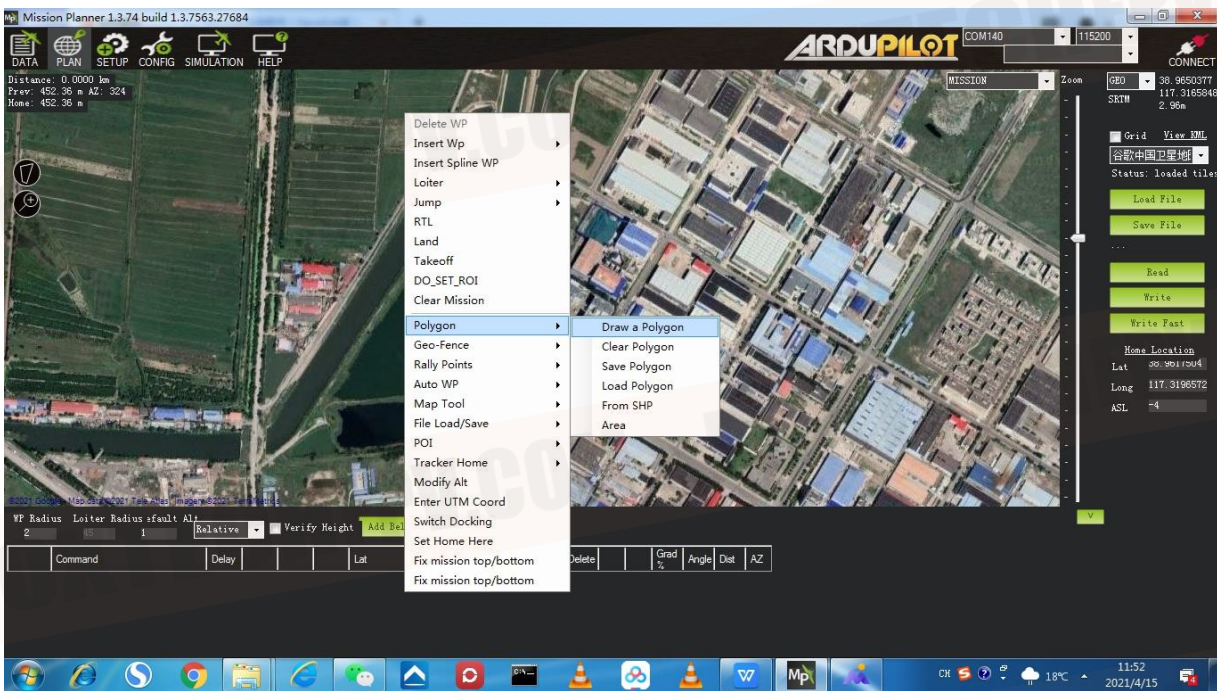 Mission Planner 1.3.74 build 1.3.7563.27684
DATA PLAN SETUP CONFIG SIMULATION HELP
ARDUPILOT
COM140
115200
CONNECT
Distance: 0.0000 km
Prev: 452.36 m AZ: 324
Home: 452.36 m
MISSION
Zoom
GEO 38.9650377
117.3165848
SRTM 2.96m
Grid View KML
谷歌中国卫星地
Status: loaded tiles
Load File
Save File
...
Read
Write
Write Fast
Home Location
Lat 38.9617504
Long 117.3196572
ASL -4
Delete WP
Insert Wp
Insert Spline WP
Loiter
Jump
RTL
Land
Takeoff
DO_SET_ROI
Clear Mission
Polygon
Geo-Fence
Rally Points
Auto WP
Map Tool
File Load/Save
POI
Tracker Home
Modify Alt
Enter UTM Coord
Switch Docking
Set Home Here
Fix mission top/bottom
Fix mission top/bottom
Draw a Polygon
Clear Polygon
Save Polygon
Load Polygon
From SHP
Area
WP Radius Loiter Radius efault Alt
2 45 1
Relative
Verify Height
Add Bel
V
Command Delay Lat Delete Grad % Angle Dist AZ
Mp
CH
18℃
11:52
2021/4/15